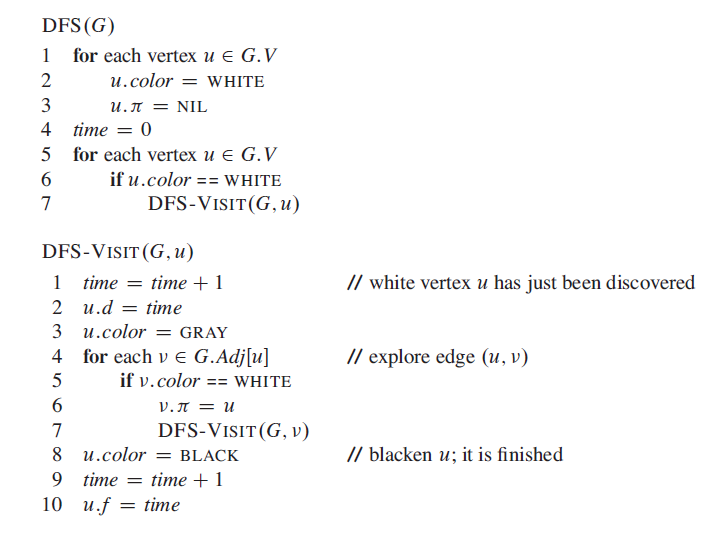 DFS(G)
1 for each vertex u ∈ G.V
2 u.color = WHITE
3 u.π = NIL
4 time = 0
5 for each vertex u ∈ G.V
6 if u.color == WHITE
7 DFS-VISIT(G, u)
DFS-VISIT(G, u)
1 time = time + 1 // white vertex u has just been discovered
2 u.d = time
3 u.color = GRAY
4 for each v ∈ G.Adj[u] // explore edge (u, v)
5 if v.color == WHITE
6 v.π = u
7 DFS-VISIT(G, v)
8 u.color = BLACK // blacken u; it is finished
9 time = time + 1
10 u.f = time